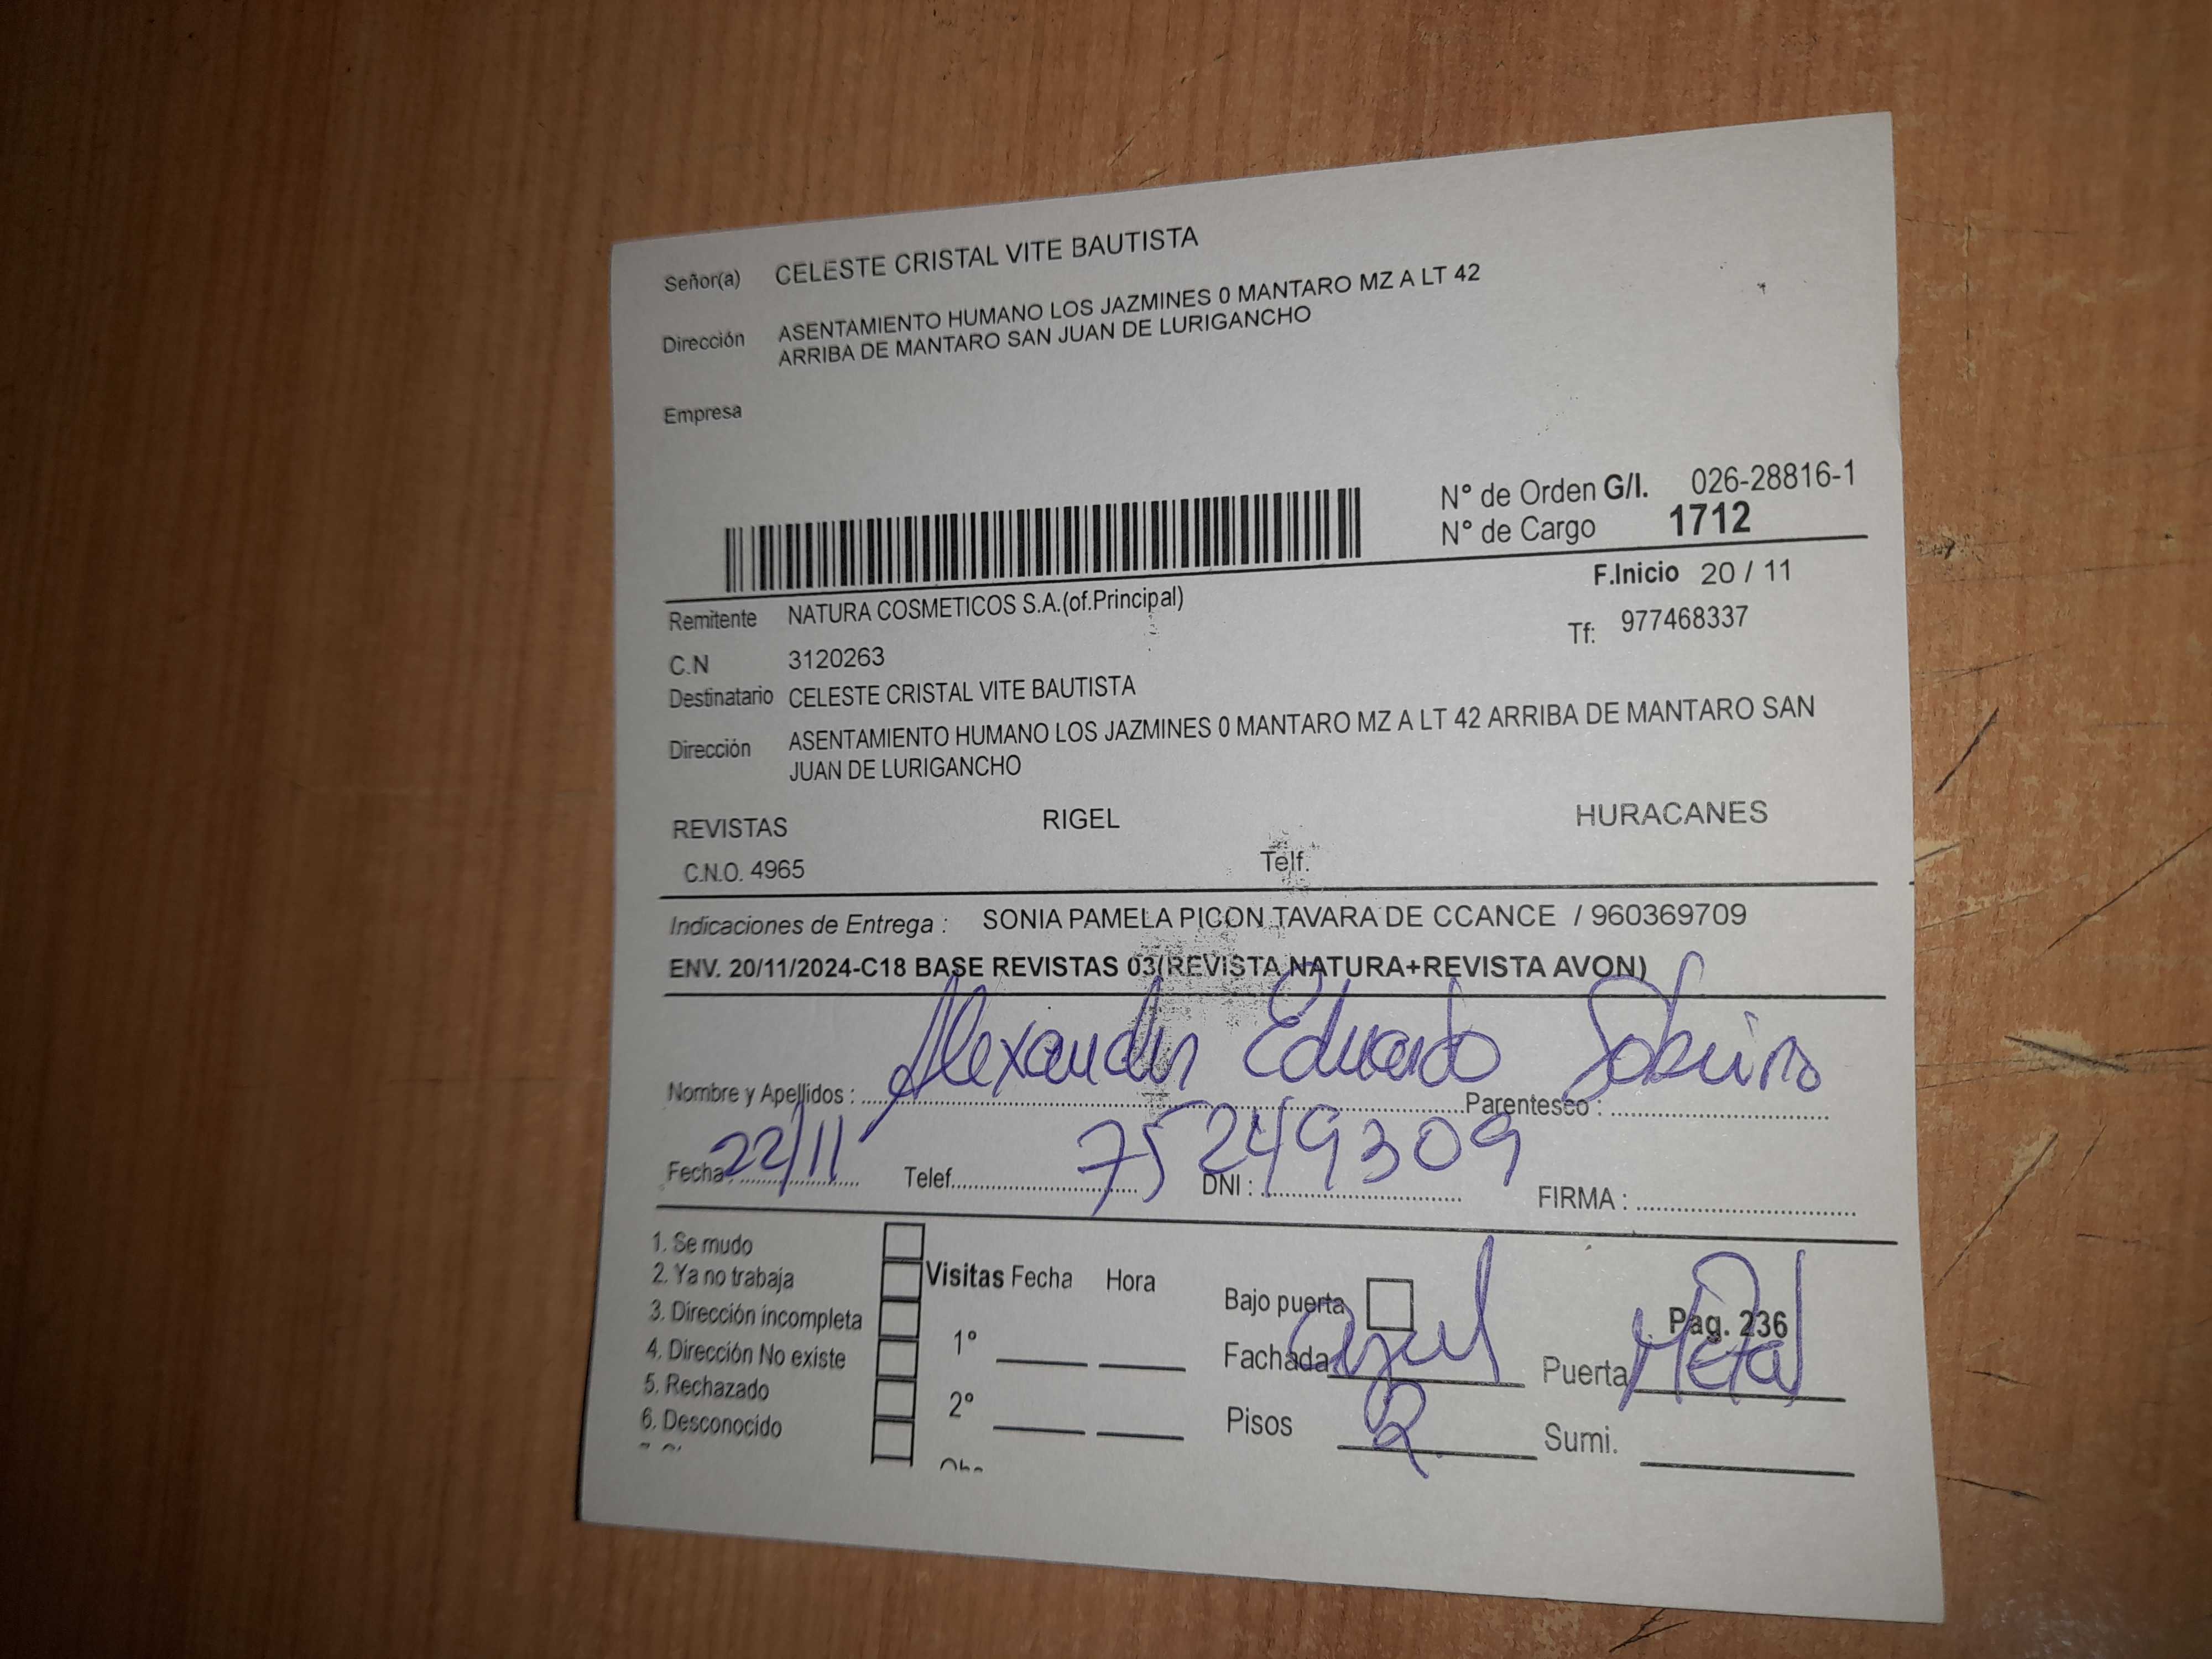 Señor(a) CELESTE CRISTAL VITE BAUTISTA
Dirección ASENTAMIENTO HUMANO LOS JAZMINES 0 MANTARO MZ A LT 42
ARRIBA DE MANTARO SAN JUAN DE LURIGANCHO
Empresa
N° de Orden G/I. 026-28816-1
N° de Cargo 1712
F.Inicio 20 / 11
Remitente NATURA COSMETICOS S.A.(of.Principal)
Tf: 977468337
C.N 3120263
Destinatario CELESTE CRISTAL VITE BAUTISTA
Dirección ASENTAMIENTO HUMANO LOS JAZMINES 0 MANTARO MZ A LT 42 ARRIBA DE MANTARO SAN
JUAN DE LURIGANCHO
REVISTAS RIGEL HURACANES
C.N.O. 4965 Telf.
Indicaciones de Entrega : SONIA PAMELA PICON TAVARA DE CCANCE / 960369709
ENV. 20/11/2024-C18 BASE REVISTAS 03(REVISTA NATURA+REVISTA AVON)
Nombre y Apellidos : Alexander Eduardo Parentesco :
Fecha: 22/11 Telef. DNI : 75249309 FIRMA :
1. Se mudo
2. Ya no trabaja
3. Dirección incompleta
4. Dirección No existe
5. Rechazado
6. Desconocido
Visitas Fecha Hora
1°
2°
Bajo puerta Pag. 236
Fachada azul Puerta Metal
Pisos 2 Sumi.